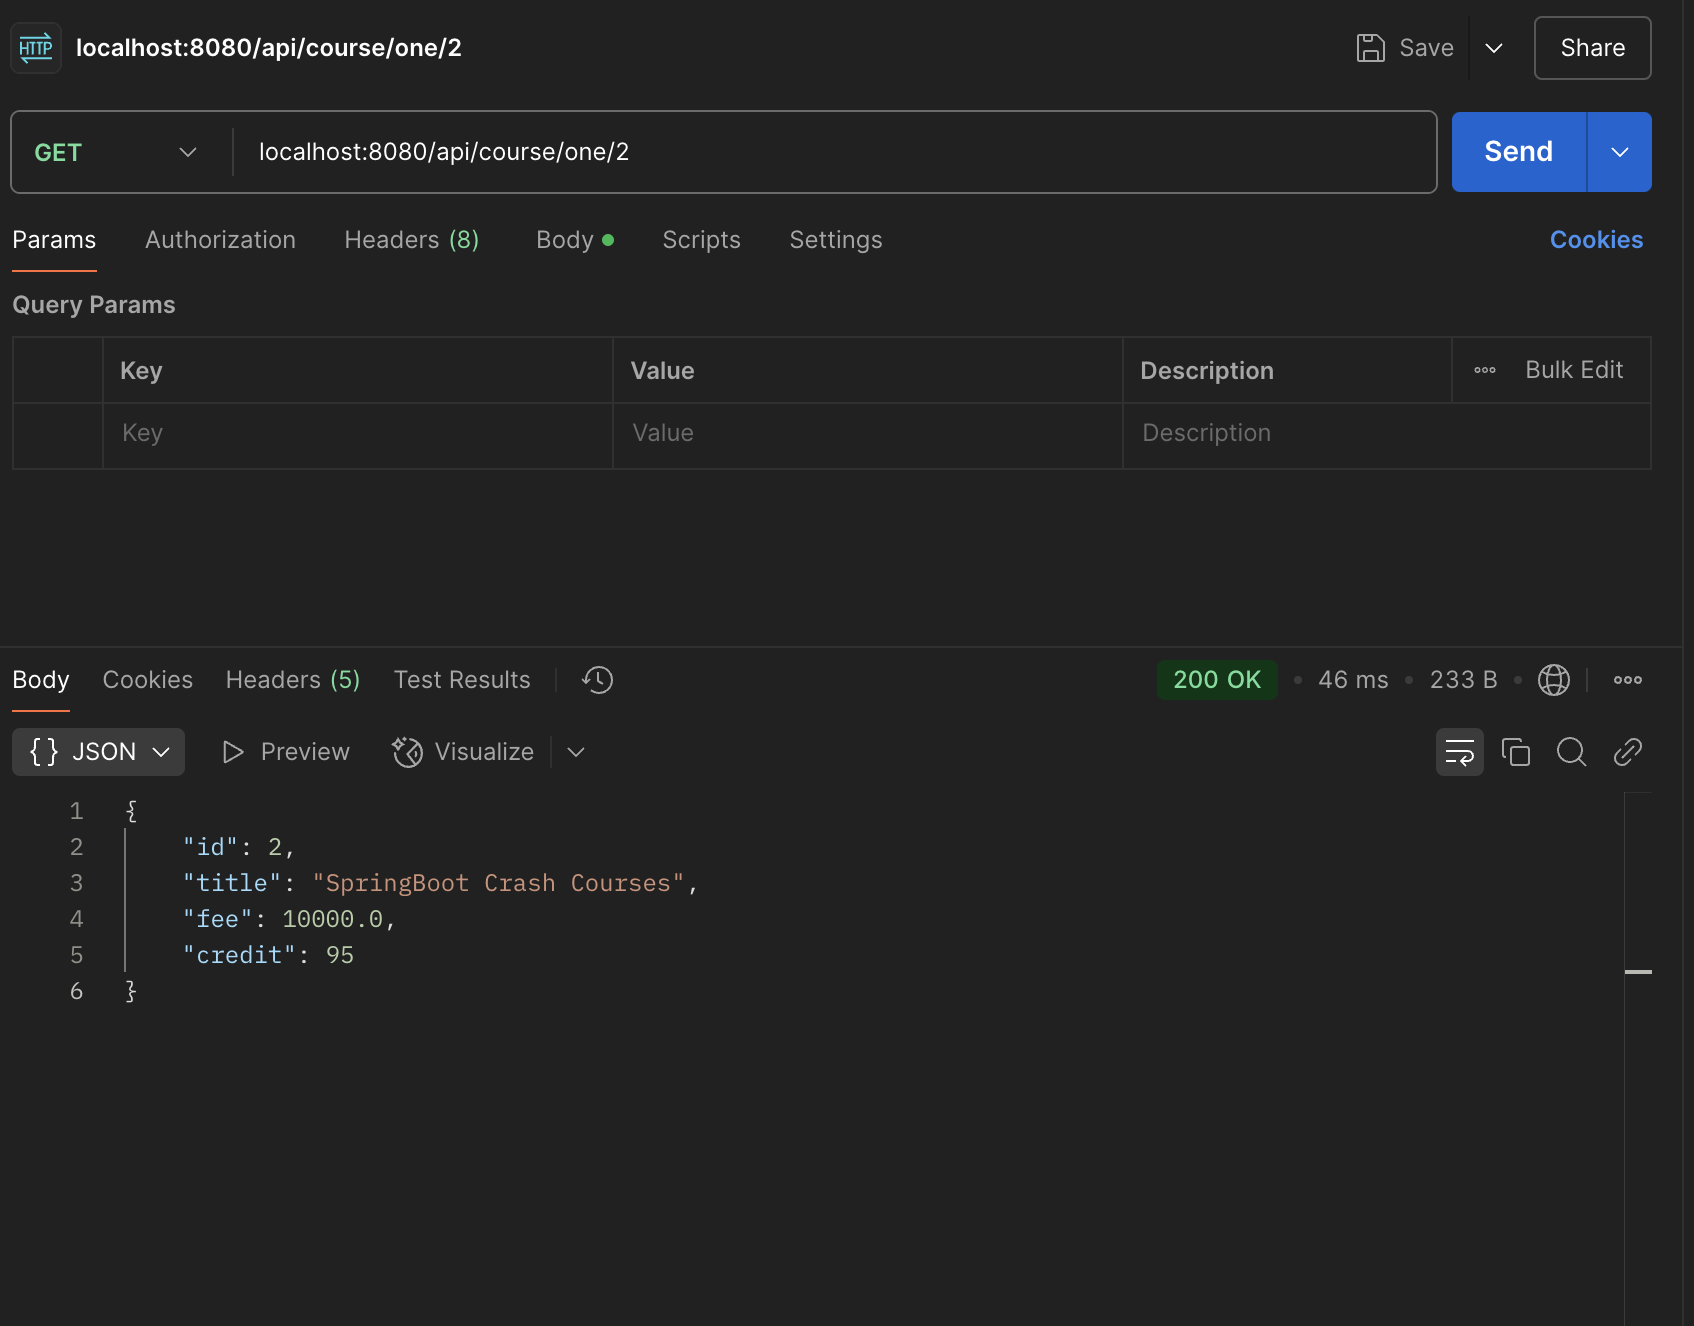 HTTP localhost:8080/api/course/one/2 Save Share
GET localhost:8080/api/course/one/2 Send
Params Authorization Headers (8) Body Scripts Settings Cookies
Query Params
Key Value Description Bulk Edit
Key Value Description
Body Cookies Headers (5) Test Results 200 OK • 46 ms • 233 B •
{} JSON Preview Visualize
1 {
2 "id": 2,
3 "title": "SpringBoot Crash Courses",
4 "fee": 10000.0,
5 "credit": 95
6 }